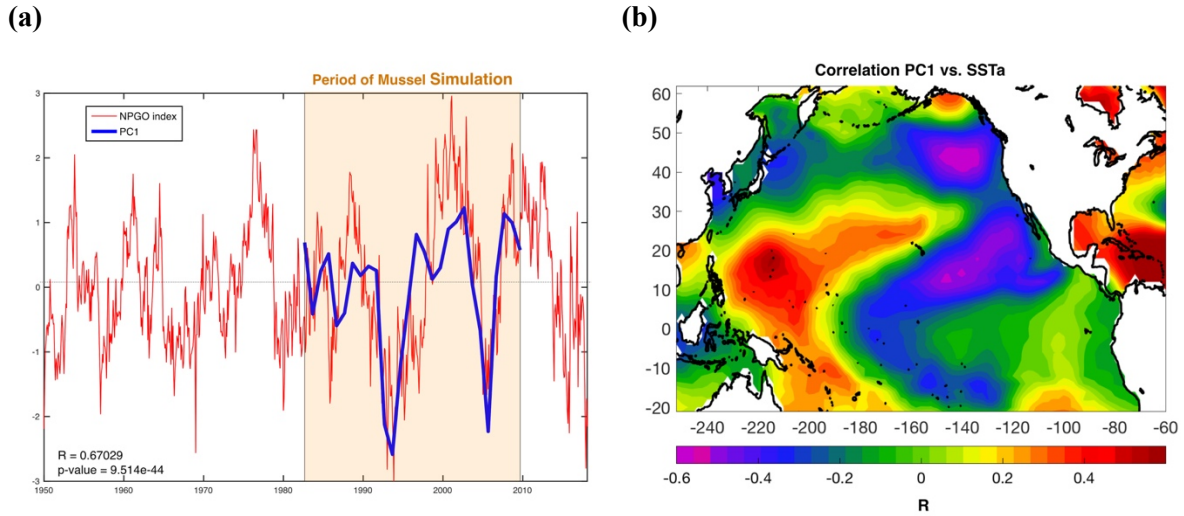 (a)
Period of Mussel Simulation
NPGO index
PC1
3
2
1
0
-1
-2
-3
R = 0.67029
p-value = 9.514e-44
1950 1960 1970 1980 1990 2000 2010
(b)
Correlation PC1 vs. SSTa
60
50
40
30
20
10
0
-10
-20
-240 -220 -200 -180 -160 -140 -120 -100 -80 -60
-0.6 -0.4 -0.2 0 0.2 0.4
R